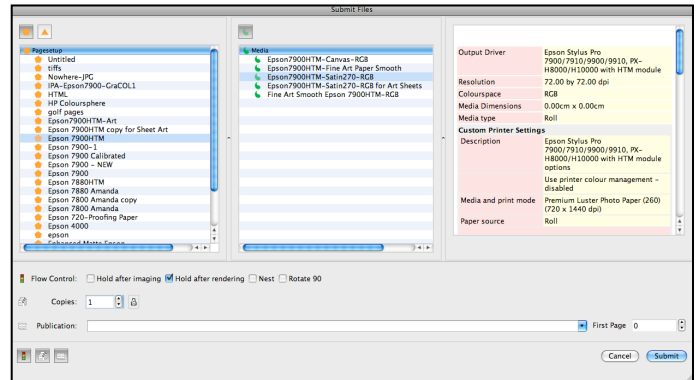 Submit Files
Pagesetup
Untitled
tiffs
Nowhere-JPG
IPA-Epson7900-GraCOL1
HTML
HP Coloursphere
golf pages
Epson7900HTM-Art
Epson 7900HTM copy for Sheet Art
Epson 7900HTM
Epson 7900-1
Epson 7900 Calibrated
Epson 7900 - NEW
Epson 7900
Epson 7880HTM
Epson 7880 Amanda
Epson 7800 Amanda copy
Epson 7800 Amanda
Epson 720-Proofing Paper
Epson 4000
epson
Enhanced Matte Epson
Media
Epson7900HTM-Canvas-RGB
Epson7900HTM-Fine Art Paper Smooth
Epson7900HTM-Satin270-RGB
Epson7900HTM-Satin270-RGB for Art Sheets
Fine Art Smooth Epson 7900HTM-RGB
Output Driver Epson Stylus Pro
7900/7910/9900/9910, PX-
H8000/H10000 with HTM module
Resolution 72.00 by 72.00 dpi
Colourspace RGB
Media Dimensions 0.00cm x 0.00cm
Media type Roll
Custom Printer Settings
Description Epson Stylus Pro
7900/7910/9900/9910, PX-
H8000/H10000 with HTM module
options
Use printer colour management -
disabled
Media and print mode Premium Luster Photo Paper (260)
(720 x 1440 dpi)
Paper source Roll
Flow Control: Hold after imaging Hold after rendering Nest Rotate 90
Copies: 1
Publication: First Page 0
Cancel Submit